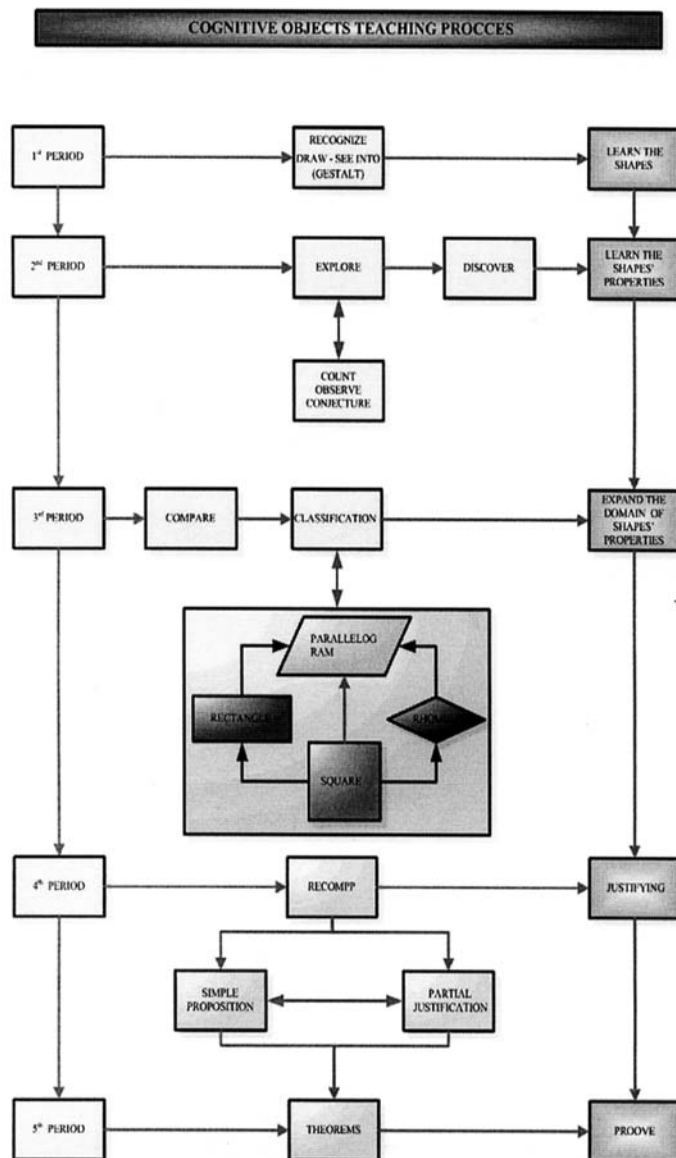 COGNITIVE OBJECTS TEACHING PROCCES
1st PERIOD
RECOGNIZE
DRAW - SEE INTO
(GESTALT)
LEARN THE
SHAPES
2nd PERIOD
EXPLORE
DISCOVER
LEARN THE
SHAPES'
PROPERTIES
COUNT
OBSERVE
CONJECTURE
3rd PERIOD
COMPARE
CLASSIFICATION
EXPAND THE
DOMAIN OF
SHAPES'
PROPERTIES
PARALLELOG
RAM
RECTANGLE
SQUARE
4th PERIOD
RECOMPP
JUSTIFYING
SIMPLE
PROPOSITION
PARTIAL
JUSTIFICATION
5th PERIOD
THEOREMS
PROOVE